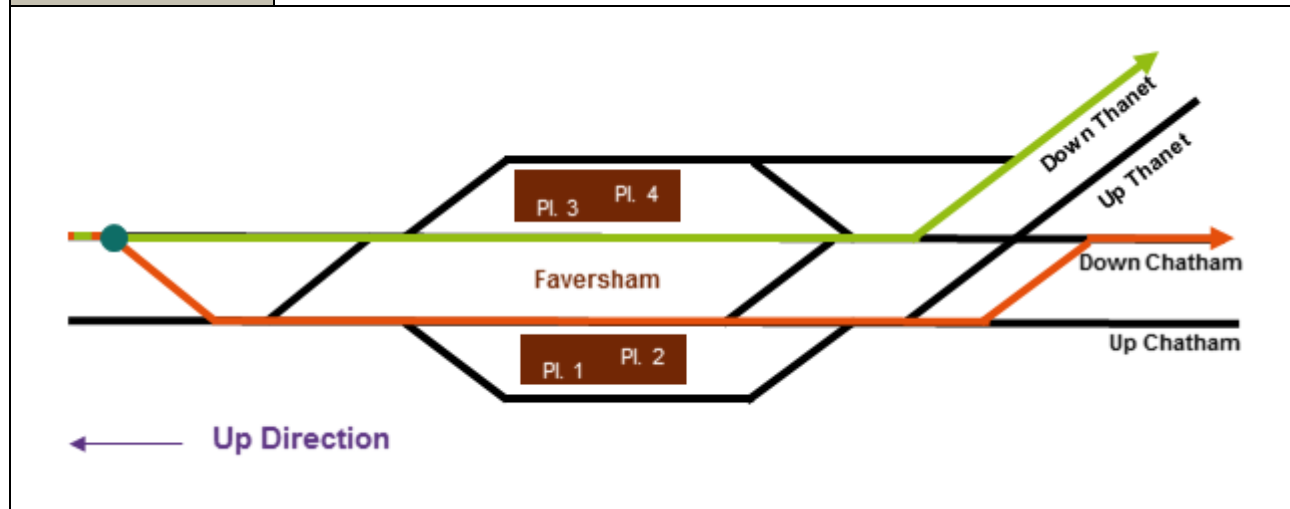 Down Thanet
Up Thanet
Pl. 3
Pl. 4
Faversham
Down Chatham
Up Chatham
Pl. 1
Pl. 2
Up Direction